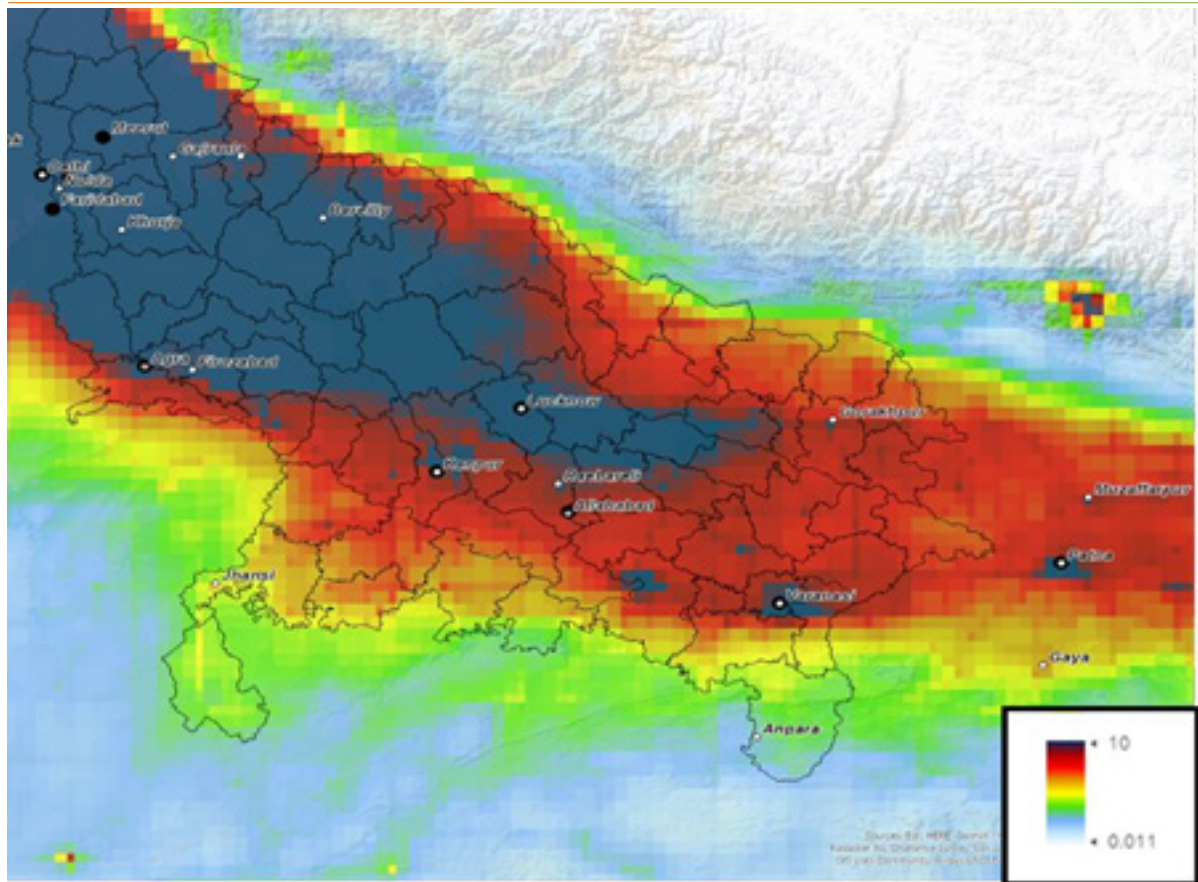 Meerut
Gajraula
Delhi
Noida
Faridabad
Bareilly
Khurja
Agra
Firozabad
Lucknow
Gorakhpur
Kanpur
Raebareli
Muzaffarpur
Allahabad
Patna
Jhansi
Varanasi
Gaya
Anpara
10
0.011